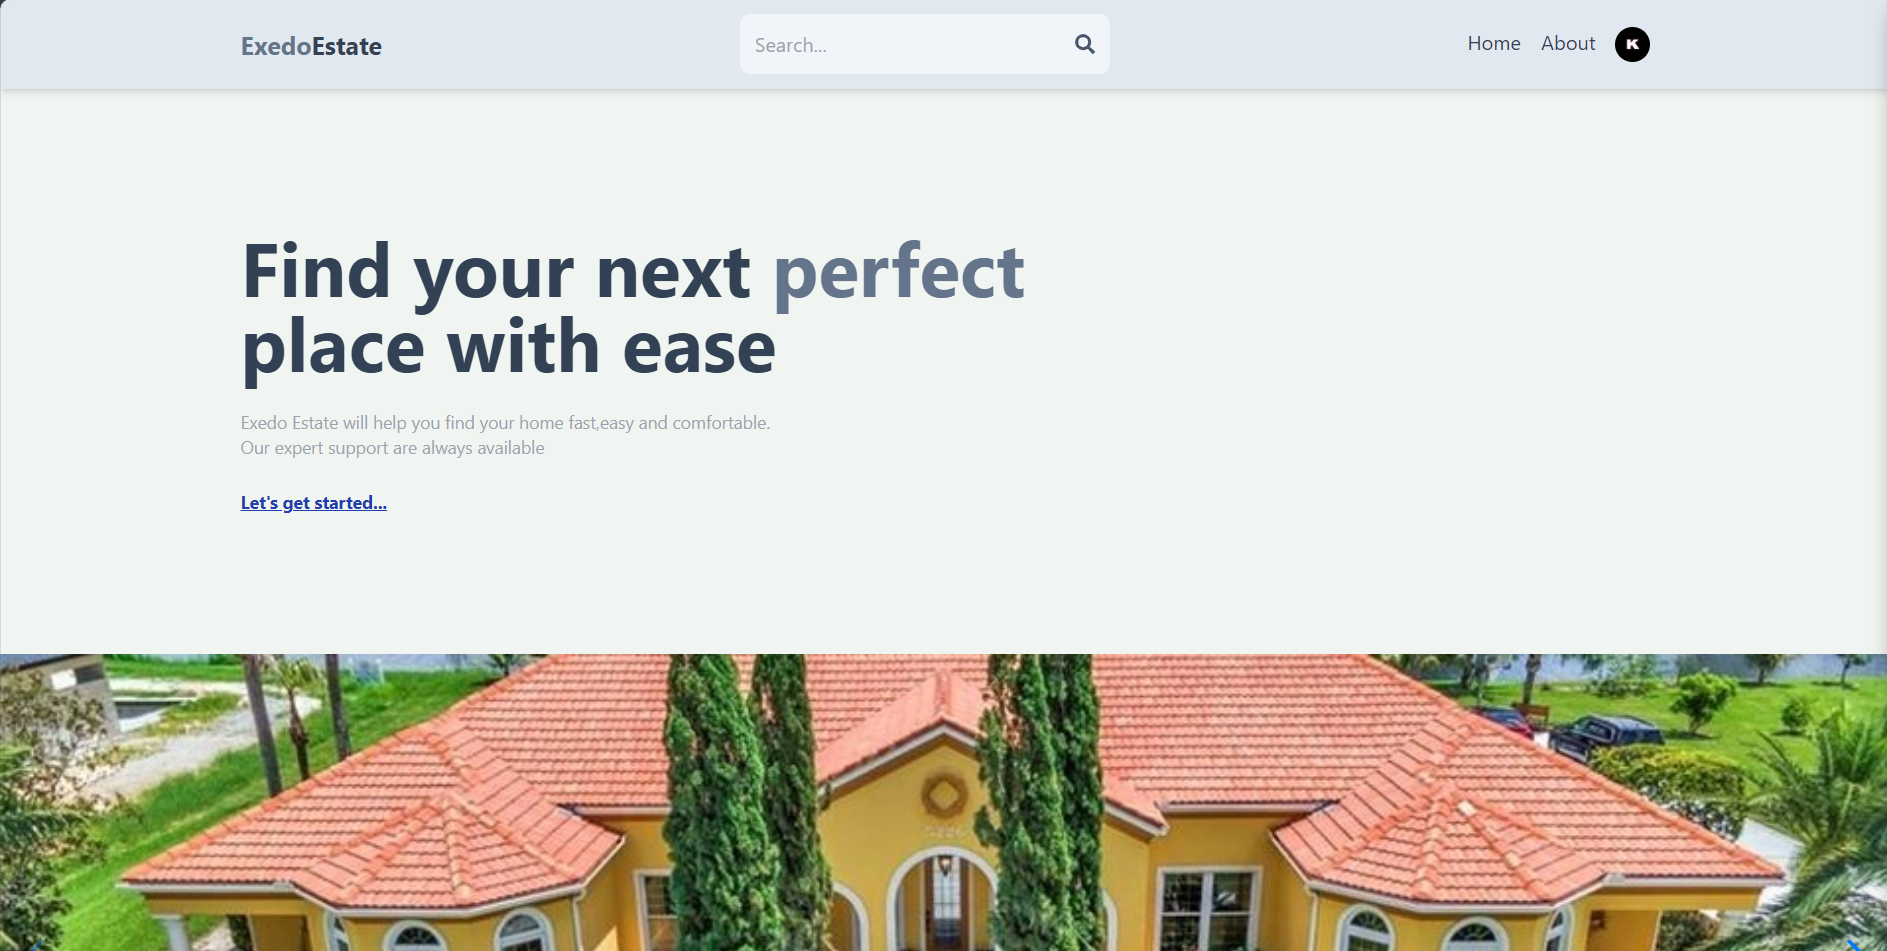 ExedoEstate
Search...
Home
About
K
Find your next perfect
place with ease
Exedo Estate will help you find your home fast,easy and comfortable.
Our expert support are always available
Let's get started...